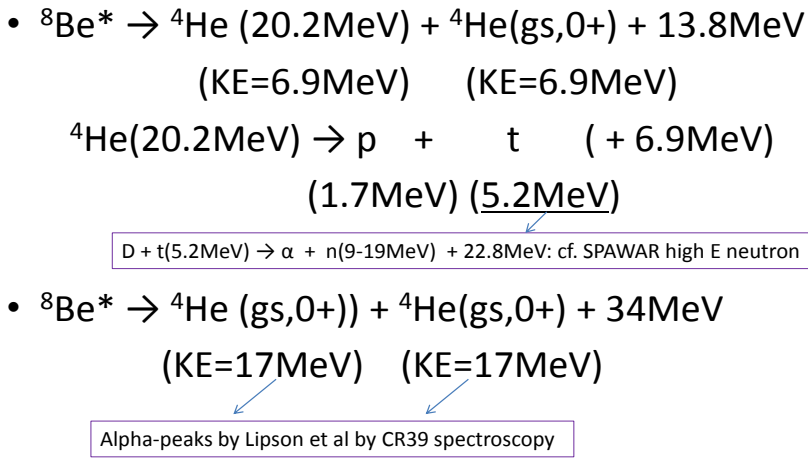 • ⁸Be* → ⁴He (20.2MeV) + ⁴He(gs,0+) + 13.8MeV
(KE=6.9MeV) (KE=6.9MeV)
⁴He(20.2MeV) → p + t ( + 6.9MeV)
(1.7MeV) (5.2MeV)
D + t(5.2MeV) → α + n(9-19MeV) + 22.8MeV: cf. SPAWAR high E neutron
• ⁸Be* → ⁴He (gs,0+)) + ⁴He(gs,0+) + 34MeV
(KE=17MeV) (KE=17MeV)
Alpha-peaks by Lipson et al by CR39 spectroscopy